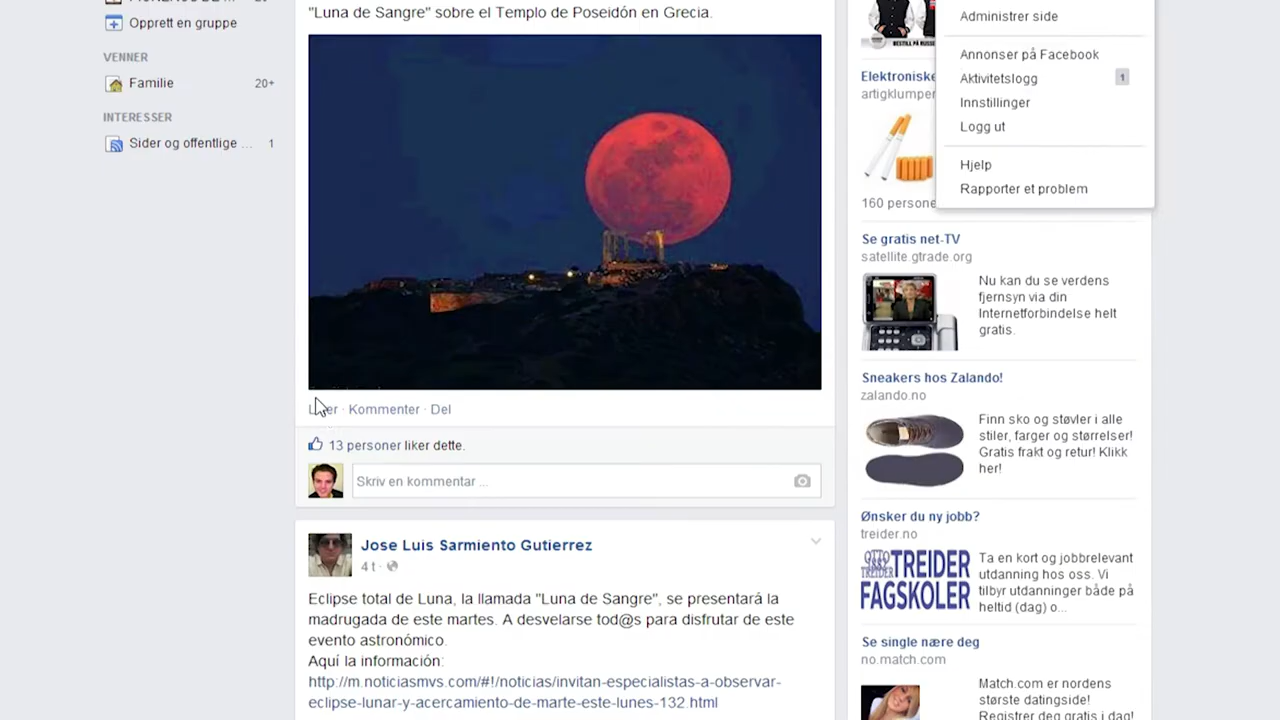 Opprett en gruppe
VENNER
Familie 20+
INTERESSER
Sider og offentlige ... 1
"Luna de Sangre" sobre el Templo de Poseidón en Grecia.
Kommenter · Del
13 personer liker dette.
Skriv en kommentar ...
Jose Luis Sarmiento Gutierrez
4 t ·
Eclipse total de Luna, la llamada "Luna de Sangre", se presentará la
madrugada de este martes. A desvelarse tod@s para disfrutar de este
evento astronómico.
Aquí la información:
http://m.noticiasmvs.com/#!/noticias/invitan-especialistas-a-observar-
eclipse-lunar-y-acercamiento-de-marte-este-lunes-132.html
Administrer side
Annonser på Facebook
Aktivitetslogg 1
Innstillinger
Logg ut
Hjelp
Rapporter et problem
BESTILL PÅ
Elektroniske
artigklumper
160 persone
Se gratis net-TV
satellite gtrade.org
Nu kan du se verdens
fjernsyn via din
Internetforbindelse helt
gratis.
Sneakers hos Zalando!
zalando.no
Finn sko og støvler i alle
stiler, farger og størrelser!
Gratis frakt og retur! Klikk
her!
Ønsker du ny jobb?
treider.no
OTTO
TREIDER
TREIDER
FAGSKOLER
Ta en kort og jobbrelevant
utdanning hos oss. Vi
tilbyr utdanninger både på
heltid (dag) o...
Se single nære deg
no.match.com
Match.com er nordens
største datingside!
Registrer deg gratis i dag!